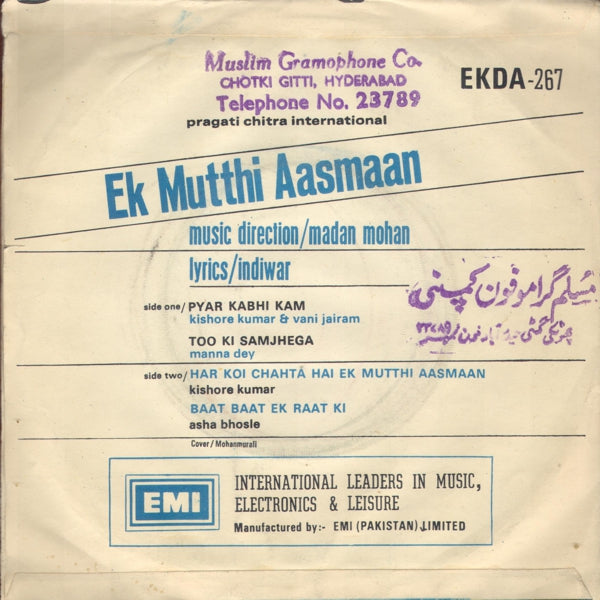 Muslim Gramophone Co.
CHOTKI GITTI, HYDERABAD
Telephone No. 23789
EKDA-267
pragati chitra international
Ek Mutthi Aasmaan
music direction/madan mohan
lyrics/indiwar
side one/ PYAR KABHI KAM
kishore kumar & vani jairam
TOO KI SAMJHEGA
manna dey
side two/ HAR KOI CHAHTA HAI EK MUTTHI AASMAAN
kishore kumar
BAAT BAAT EK RAAT KI
asha bhosle
Cover / Mohanmurali
مسلم گرامو فون کمپنی
EMI
INTERNATIONAL LEADERS IN MUSIC,
ELECTRONICS & LEISURE
Manufactured by:- EMI (PAKISTAN) LIMITED